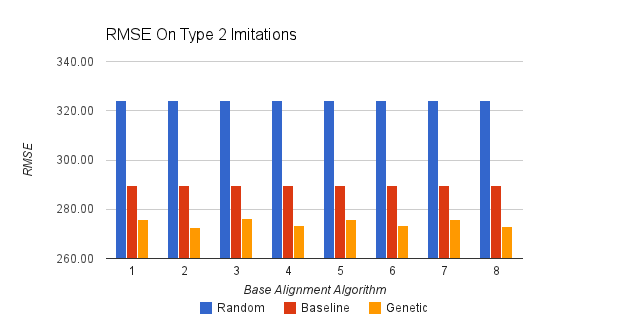 RMSE On Type 2 Imitations
340.00
320.00
300.00
280.00
260.00
RMSE
1 2 3 4 5 6 7 8
Base Alignment Algorithm
Random Baseline Genetic